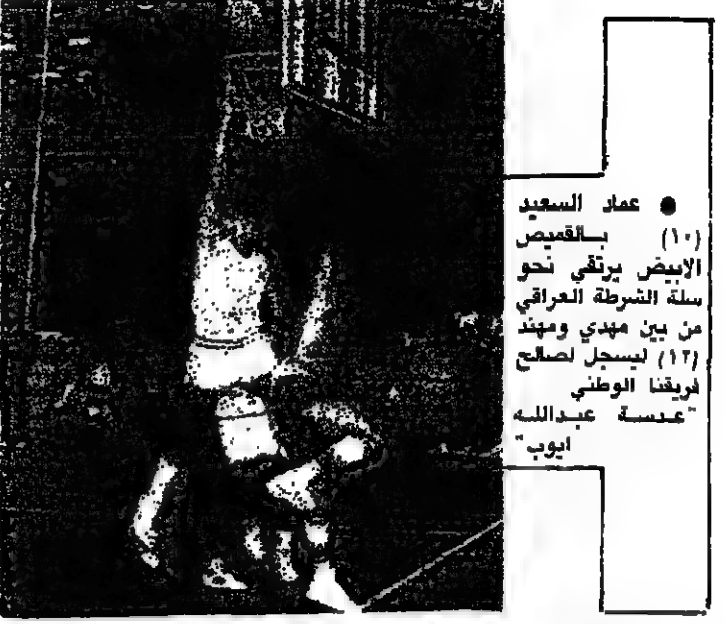 ● عماد السعيد
(١٠) بالقميص
الابيض يرتقي نحو
سلة الشرطة العراقي
من بين مهدي ومهند
(١٢) ليسجل لصالح
فريقنا الوطني
"عدسة عبدالله
ايوب"